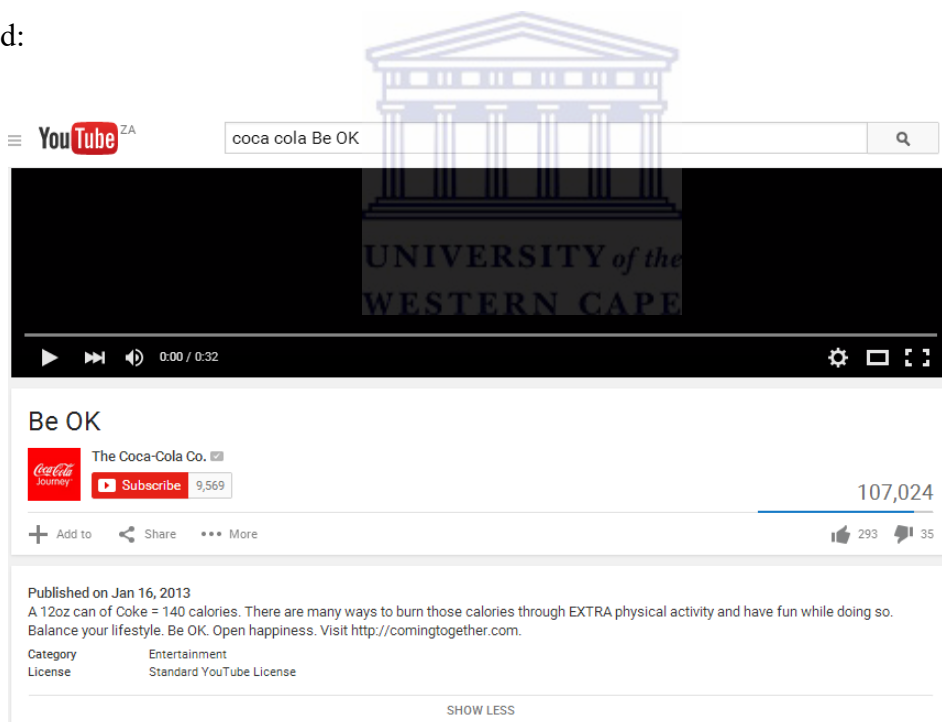 d:
YouTube ZA
coca cola Be OK
UNIVERSITY of the
WESTERN CAPE
0:00 / 0:32
Be OK
Coca-Cola
Journey
The Coca-Cola Co.
Subscribe 9,569
107,024
Add to Share More
293 35
Published on Jan 16, 2013
A 12oz can of Coke = 140 calories. There are many ways to burn those calories through EXTRA physical activity and have fun while doing so.
Balance your lifestyle. Be OK. Open happiness. Visit http://comingtogether.com.
Category Entertainment
License Standard YouTube License
SHOW LESS